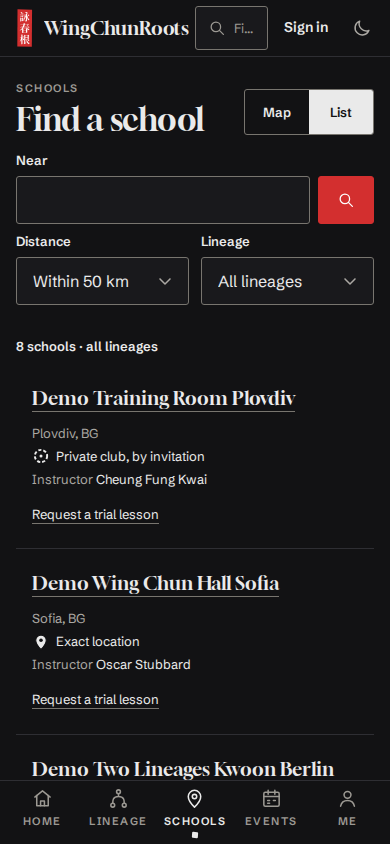 詠春根 WingChunRoots Fi... Sign in
SCHOOLS
Find a school
Map List
Near
Distance Lineage
Within 50 km All lineages
8 schools · all lineages
Demo Training Room Plovdiv
Plovdiv, BG
Private club, by invitation
Instructor Cheung Fung Kwai
Request a trial lesson
Demo Wing Chun Hall Sofia
Sofia, BG
Exact location
Instructor Oscar Stubbard
Request a trial lesson
Demo Two Lineages Kwoon Berlin
HOME LINEAGE SCHOOLS EVENTS ME